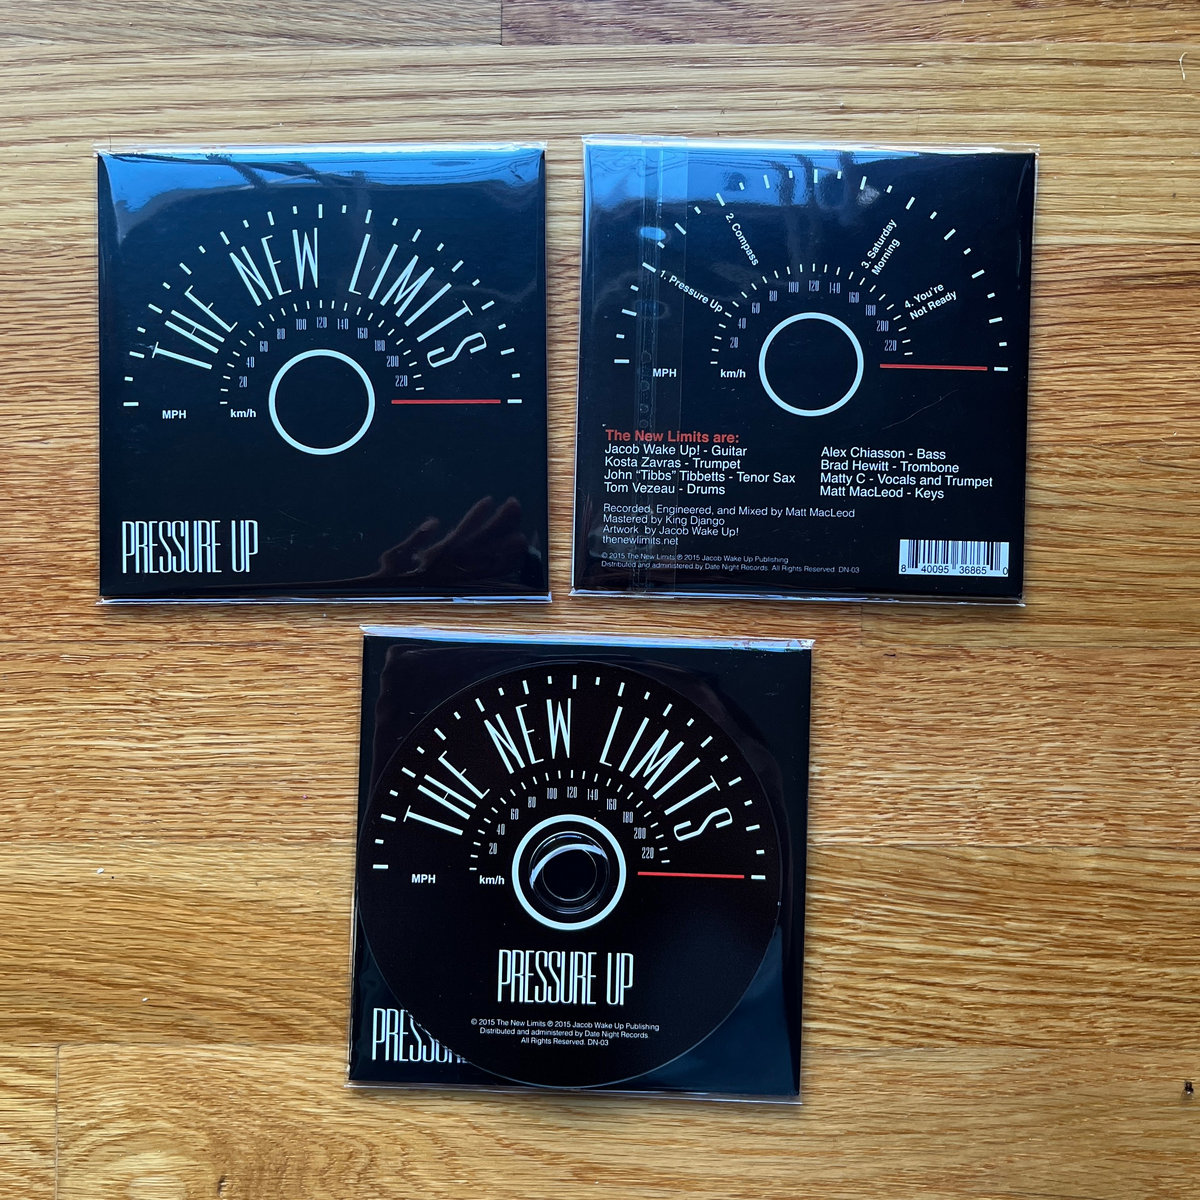 THE NEW LIMITS
20 40 60 80 100 120 140 160 180 200 220
MPH km/h
PRESSURE UP
1. Pressure Up
2. Compass
3. Saturday
Morning
4. You're
Not Ready
20 40 60 80 100 120 140 160 180 200 220
MPH km/h
The New Limits are:
Jacob Wake Up! - Guitar
Kosta Zavras - Trumpet
John “Tibbs” Tibbetts - Tenor Sax
Tom Vezeau - Drums
Alex Chiasson - Bass
Brad Hewitt - Trombone
Matty C - Vocals and Trumpet
Matt MacLeod - Keys
Recorded, Engineered, and Mixed by Matt MacLeod
Mastered by King Django
Artwork by Jacob Wake Up!
thenewlimits.net
© 2015 The New Limits ℗ 2015 Jacob Wake Up Publishing
Distributed and administered by Date Night Records. All Rights Reserved. DN-03
8 40095 36865 0
THE NEW LIMITS
20 40 60 80 100 120 140 160 180 200 220
MPH km/h
PRESSURE UP
© 2015 The New Limits ℗ 2015 Jacob Wake Up Publishing
Distributed and administered by Date Night Records.
All Rights Reserved. DN-03
PRESSU